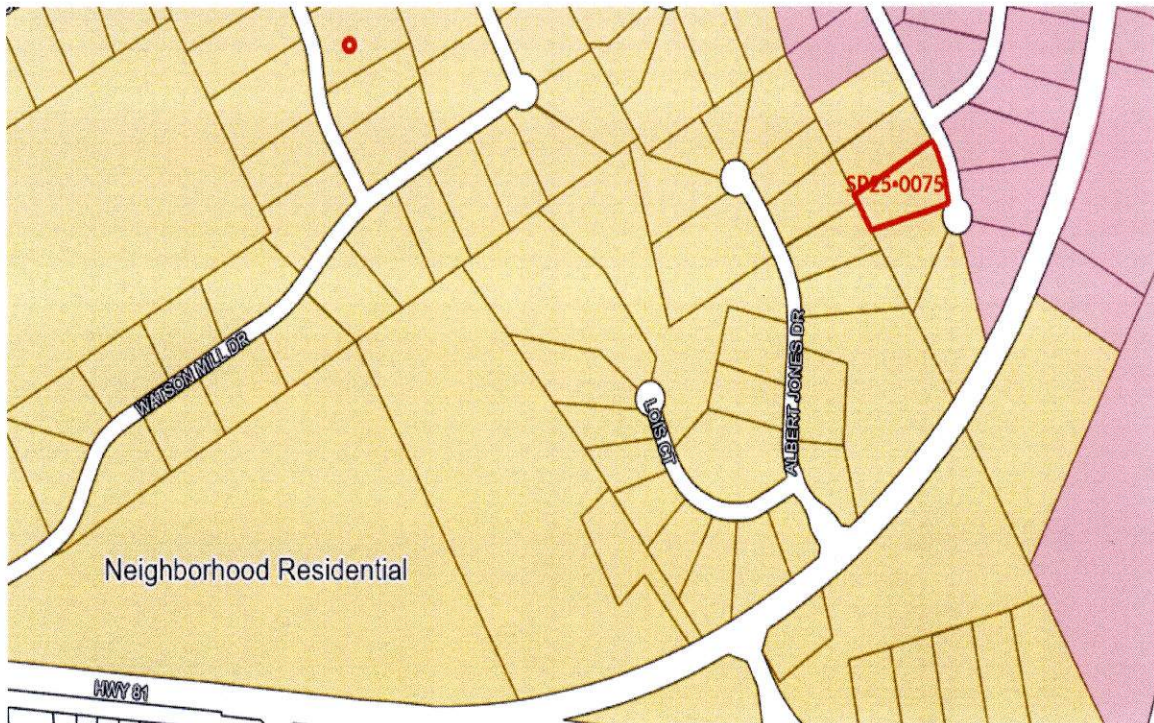 SP25•0075
WATSON MILL DR
ALBERT JONES DR
LOIS CT
Neighborhood Residential
HWY 81